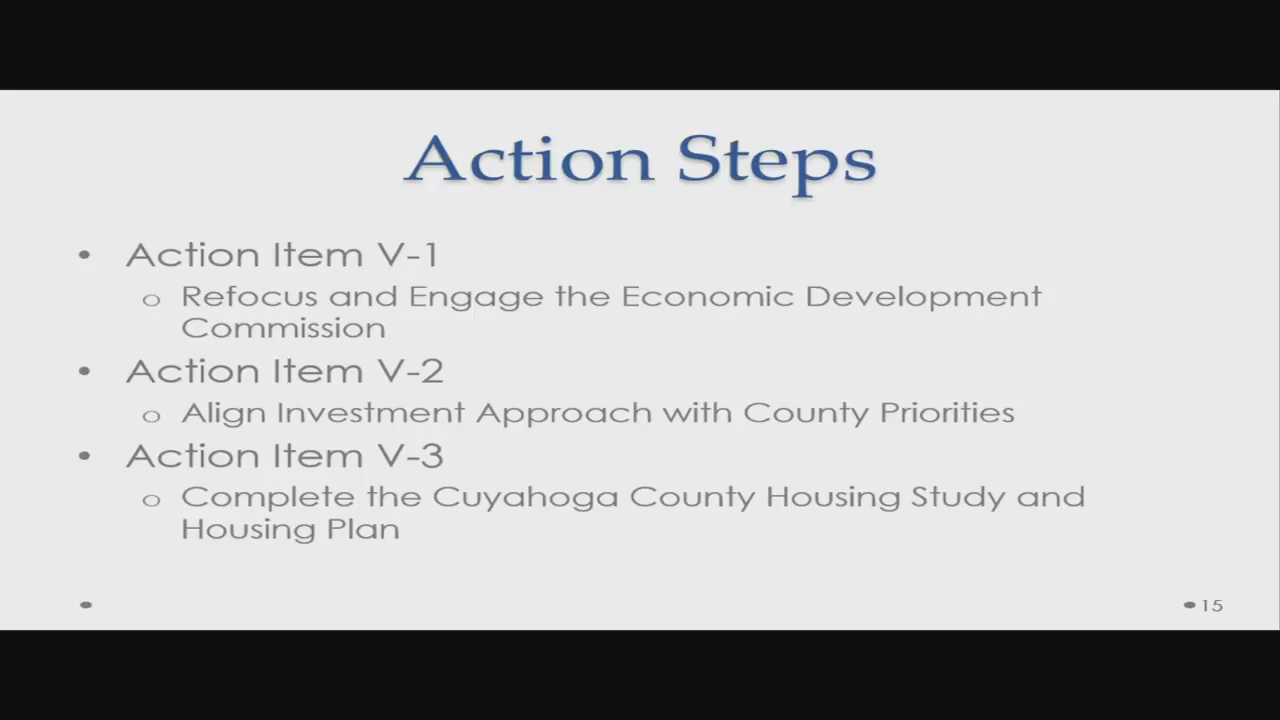 Action Steps
• Action Item V-1
o Refocus and Engage the Economic Development
Commission
• Action Item V-2
o Align Investment Approach with County Priorities
• Action Item V-3
o Complete the Cuyahoga County Housing Study and
Housing Plan
• • 15